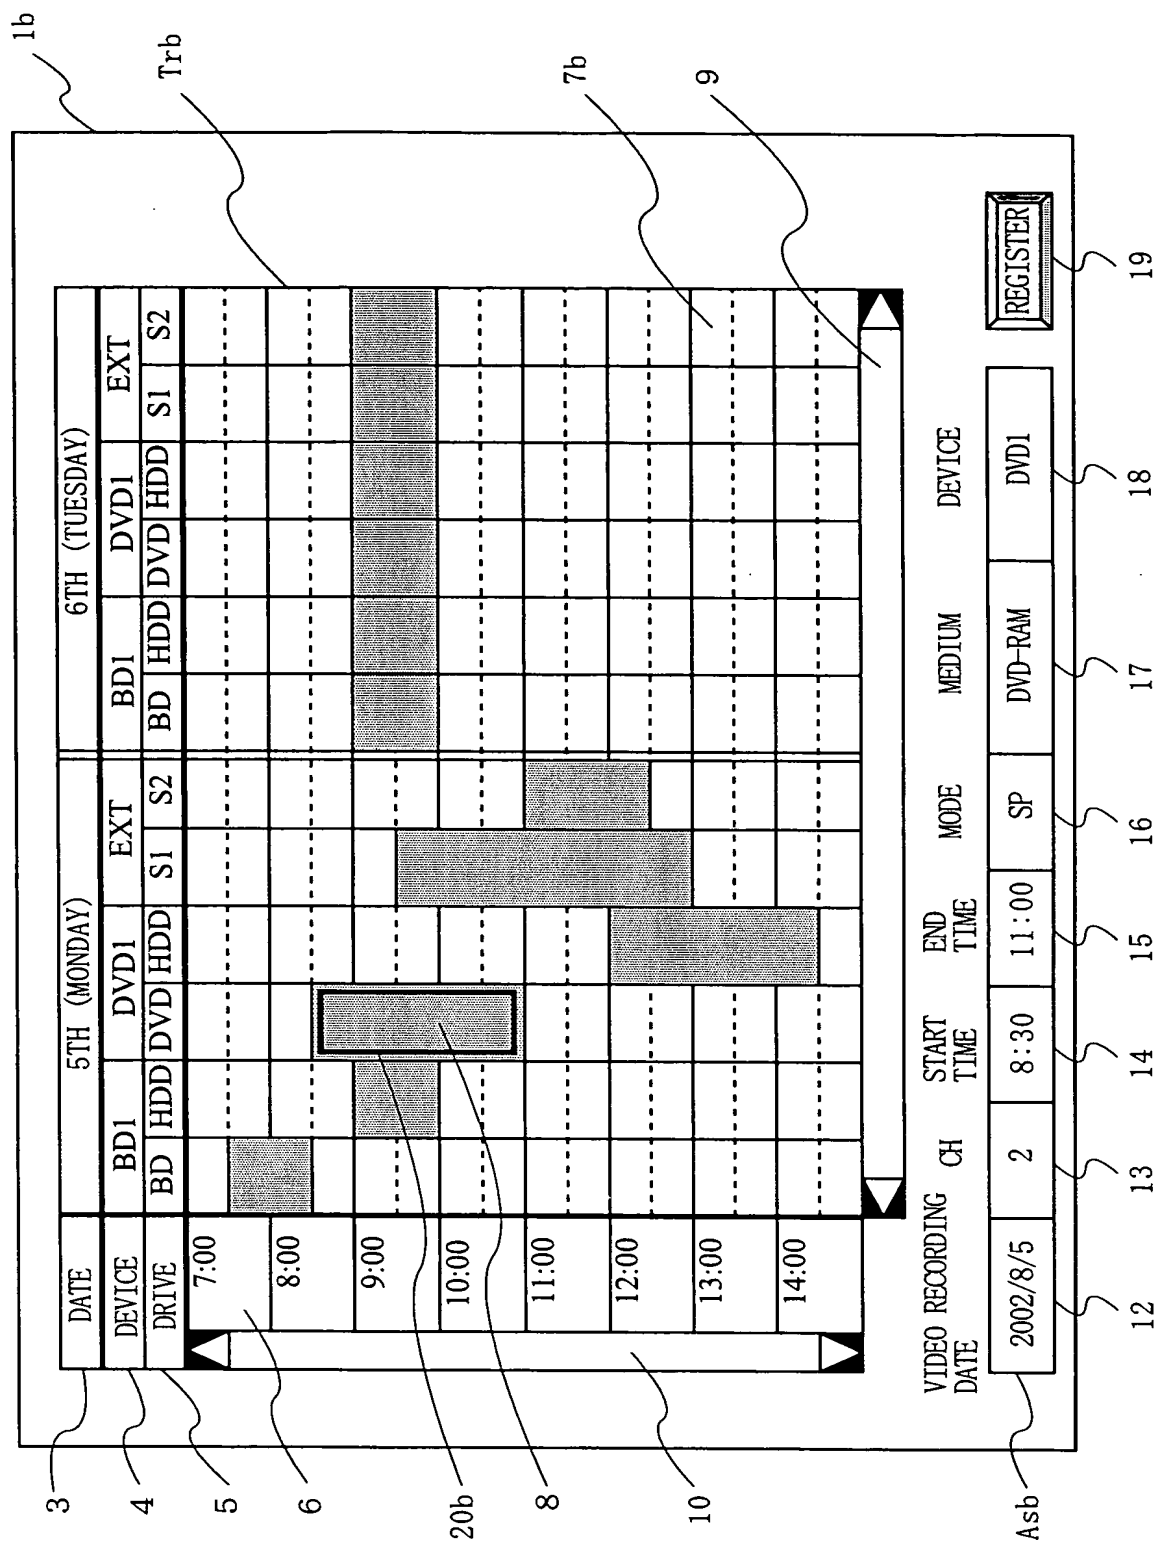 1b
Trb
7b
9
DATE 5TH (MONDAY) 6TH (TUESDAY)
DEVICE BD1 DVD1 EXT BD1 DVD1 EXT
DRIVE BD HDD DVD HDD S1 S2 BD HDD DVD HDD S1 S2
7:00
8:00
9:00
10:00
11:00
12:00
13:00
14:00
3
4
5
6
20b
8
10
Asb
VIDEO RECORDING DATE
CH
START TIME
END TIME
MODE
MEDIUM
DEVICE
2002/8/5 2 8:30 11:00 SP DVD-RAM DVD1 REGISTER
12 13 14 15 16 17 18 19